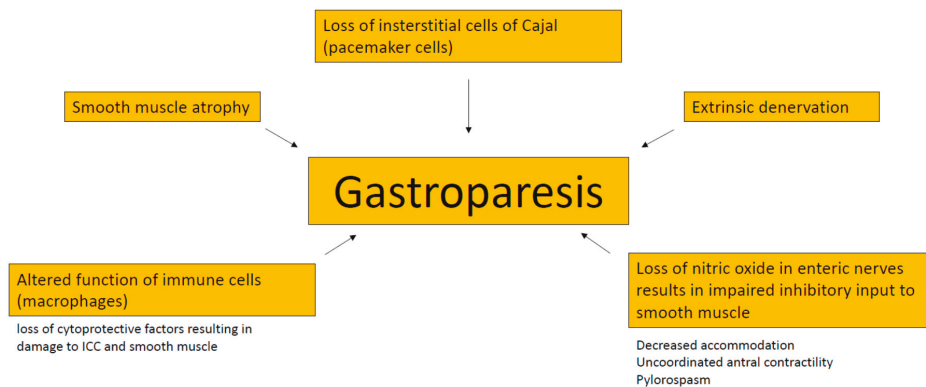 Loss of insterstitial cells of Cajal
(pacemaker cells)
Smooth muscle atrophy
Extrinsic denervation
Gastroparesis
Altered function of immune cells
(macrophages)
loss of cytoprotective factors resulting in
damage to ICC and smooth muscle
Loss of nitric oxide in enteric nerves
results in impaired inhibitory input to
smooth muscle
Decreased accommodation
Uncoordinated antral contractility
Pylorospasm